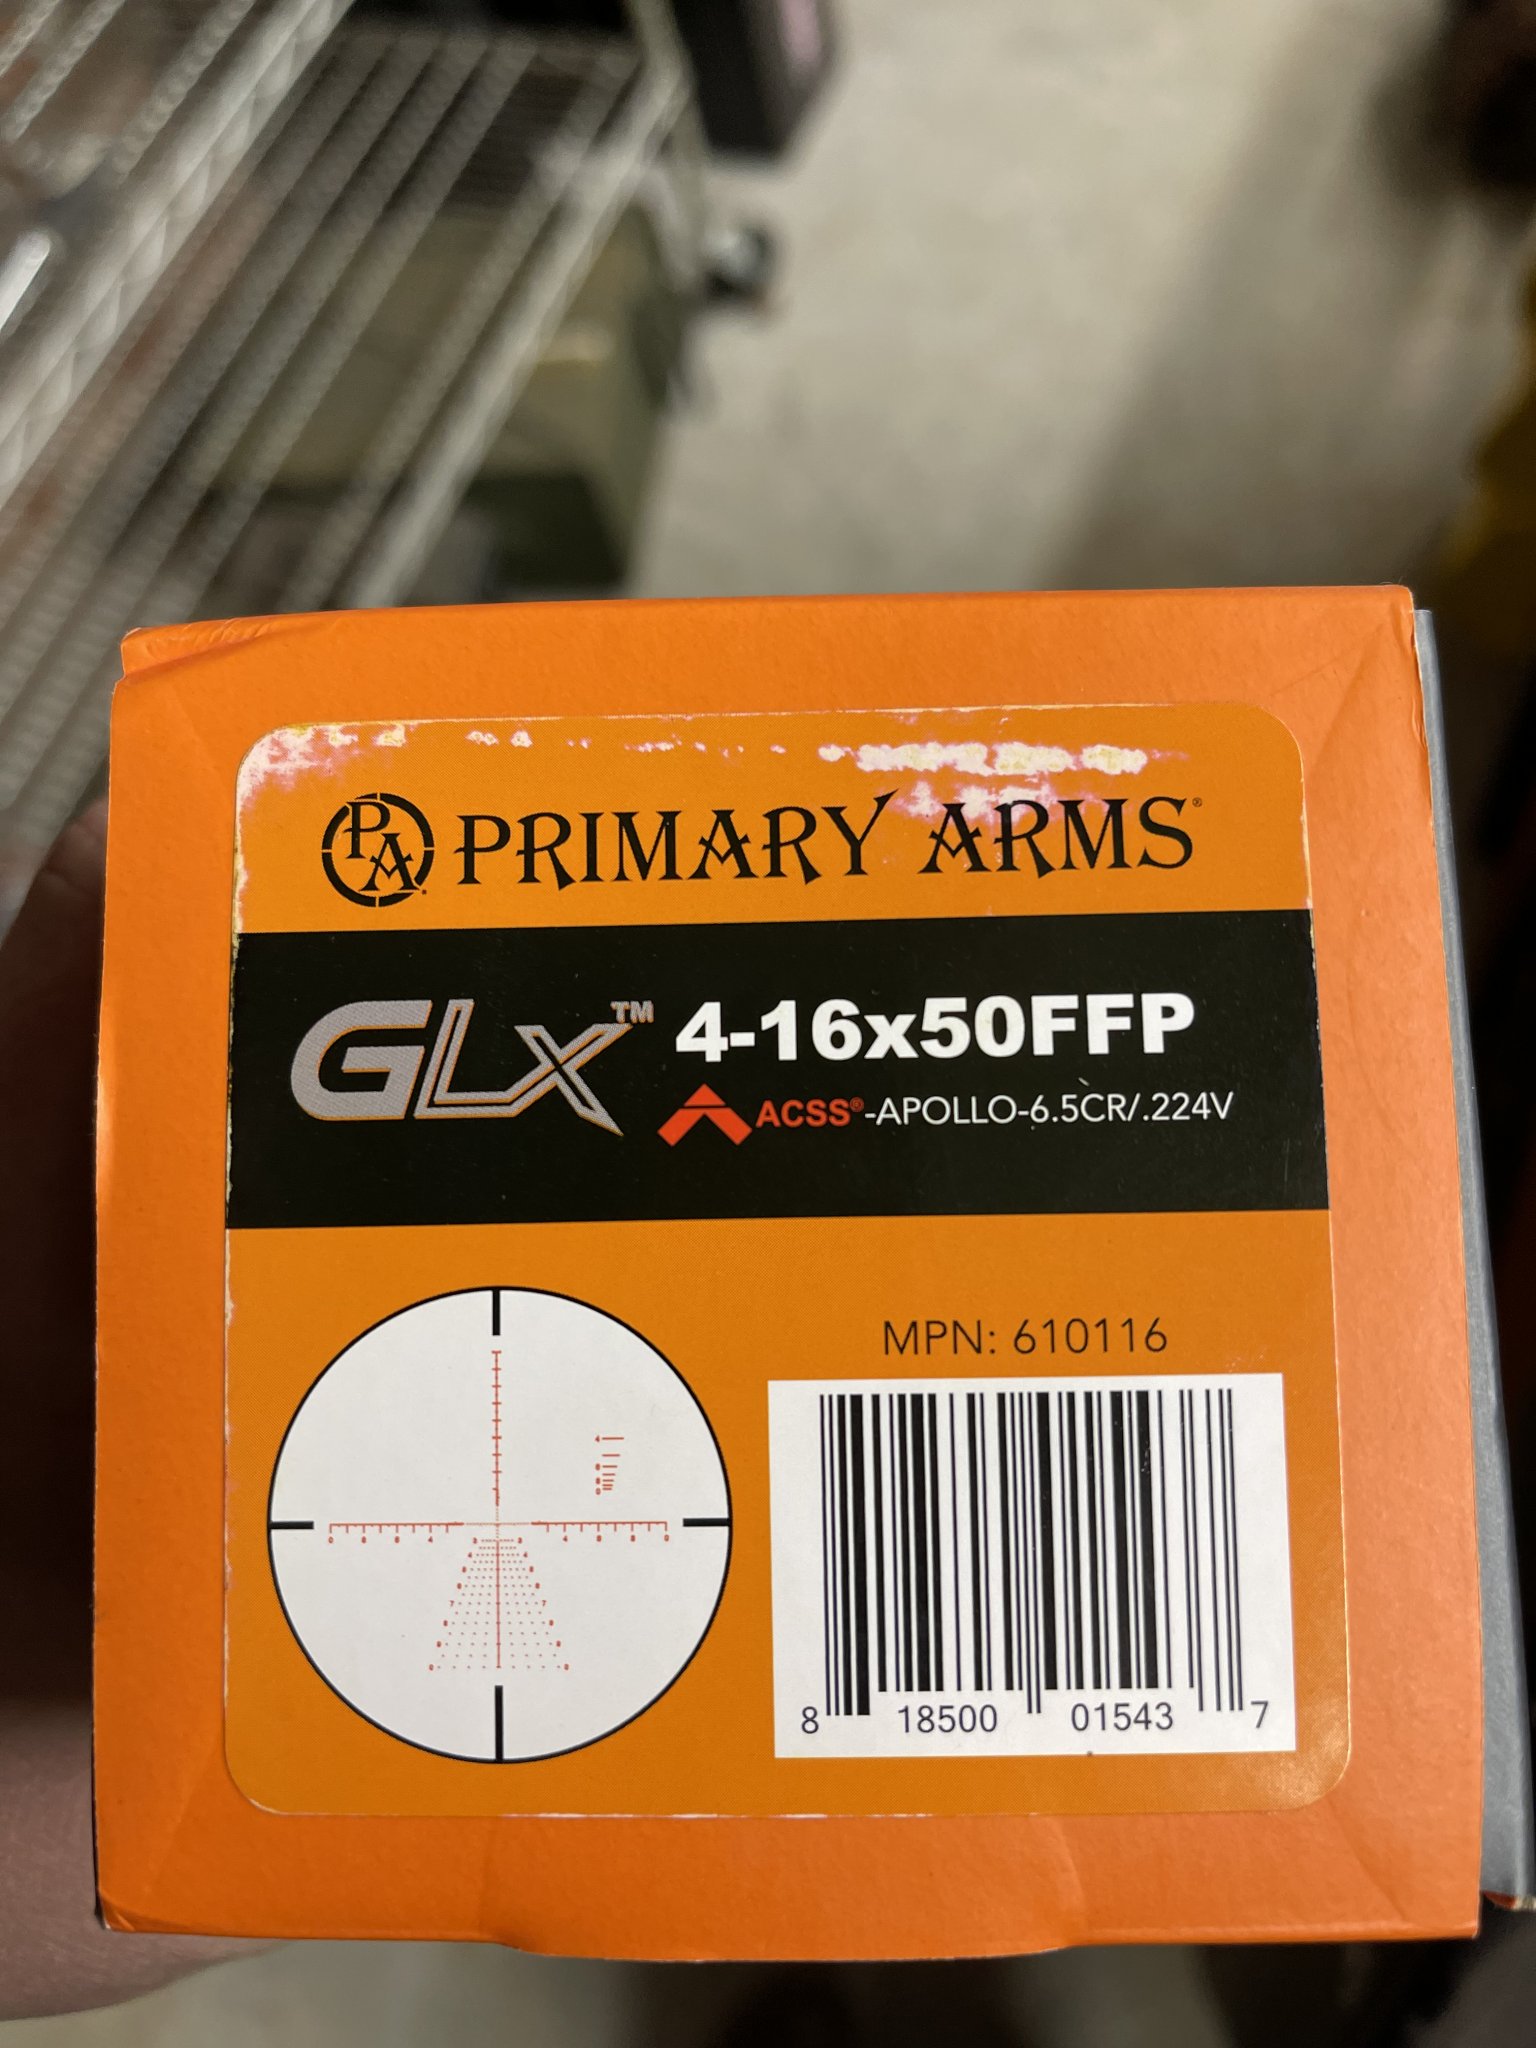 PA PRIMARY ARMS®
GLx™ 4-16x50FFP
ACSS®-APOLLO-6.5CR/.224V
MPN: 610116
8 18500 01543 7